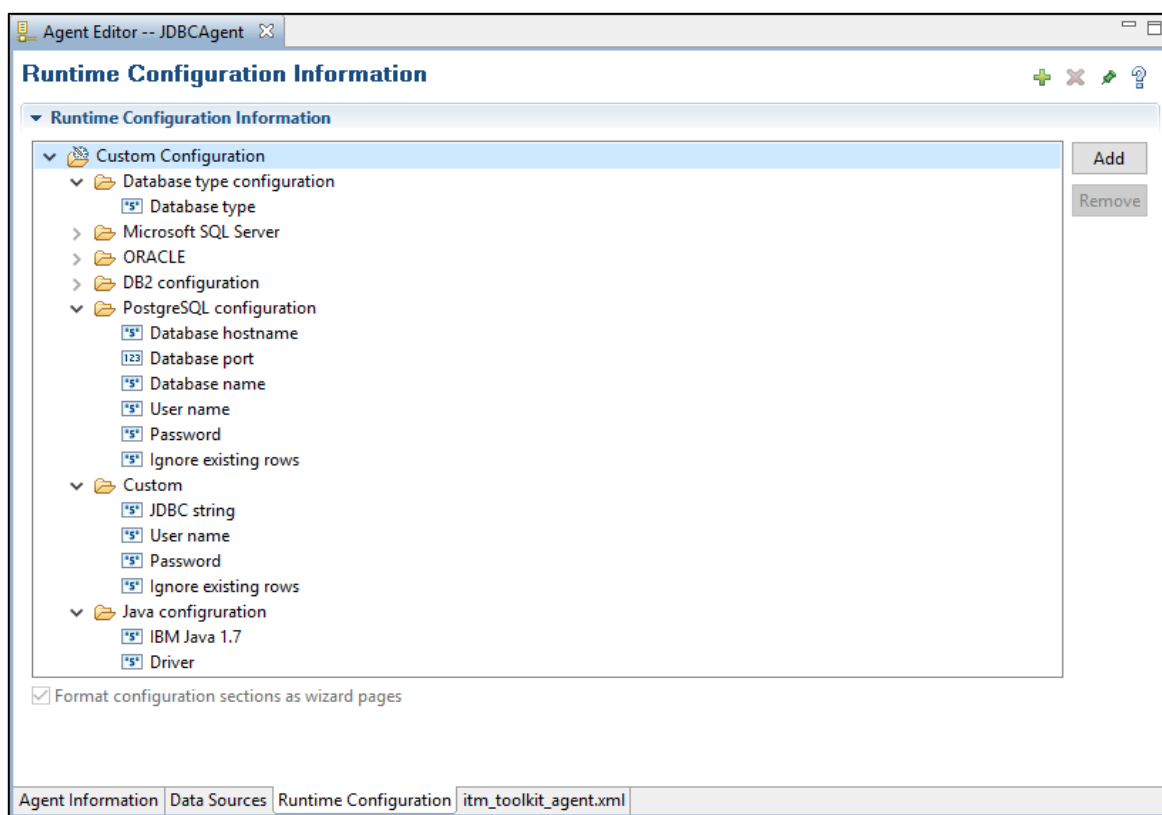 Agent Editor -- JDBCAgent
Runtime Configuration Information
Runtime Configuration Information
Custom Configuration
Add
Database type configuration
"S" Database type
Remove
Microsoft SQL Server
ORACLE
DB2 configuration
PostgreSQL configuration
"S" Database hostname
123 Database port
"S" Database name
"S" User name
"S" Password
"S" Ignore existing rows
Custom
"S" JDBC string
"S" User name
"S" Password
"S" Ignore existing rows
Java configruration
"S" IBM Java 1.7
"S" Driver
Format configuration sections as wizard pages
Agent Information Data Sources Runtime Configuration itm_toolkit_agent.xml